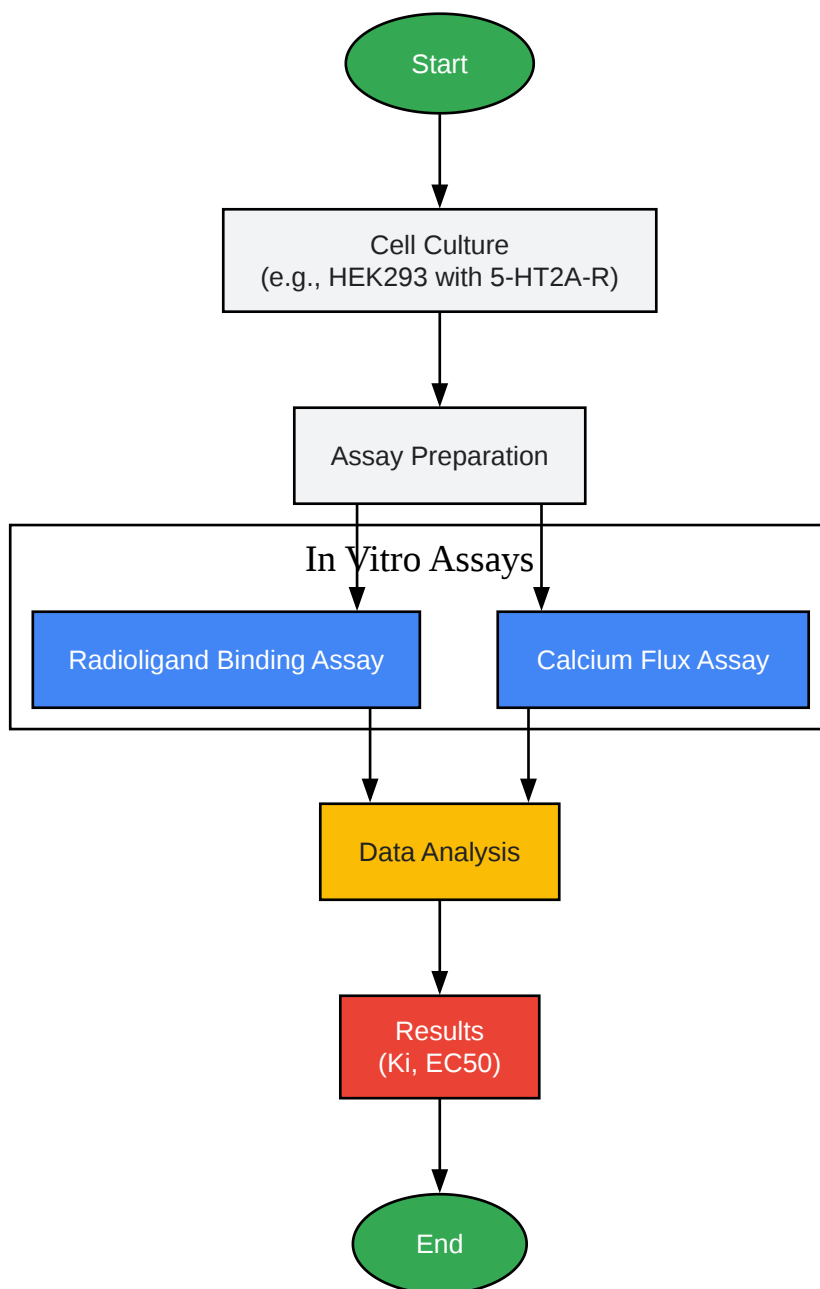 Start
Cell Culture
(e.g., HEK293 with 5-HT2A-R)
Assay Preparation
In Vitro Assays
Radioligand Binding Assay
Calcium Flux Assay
Data Analysis
Results
(Ki, EC50)
End